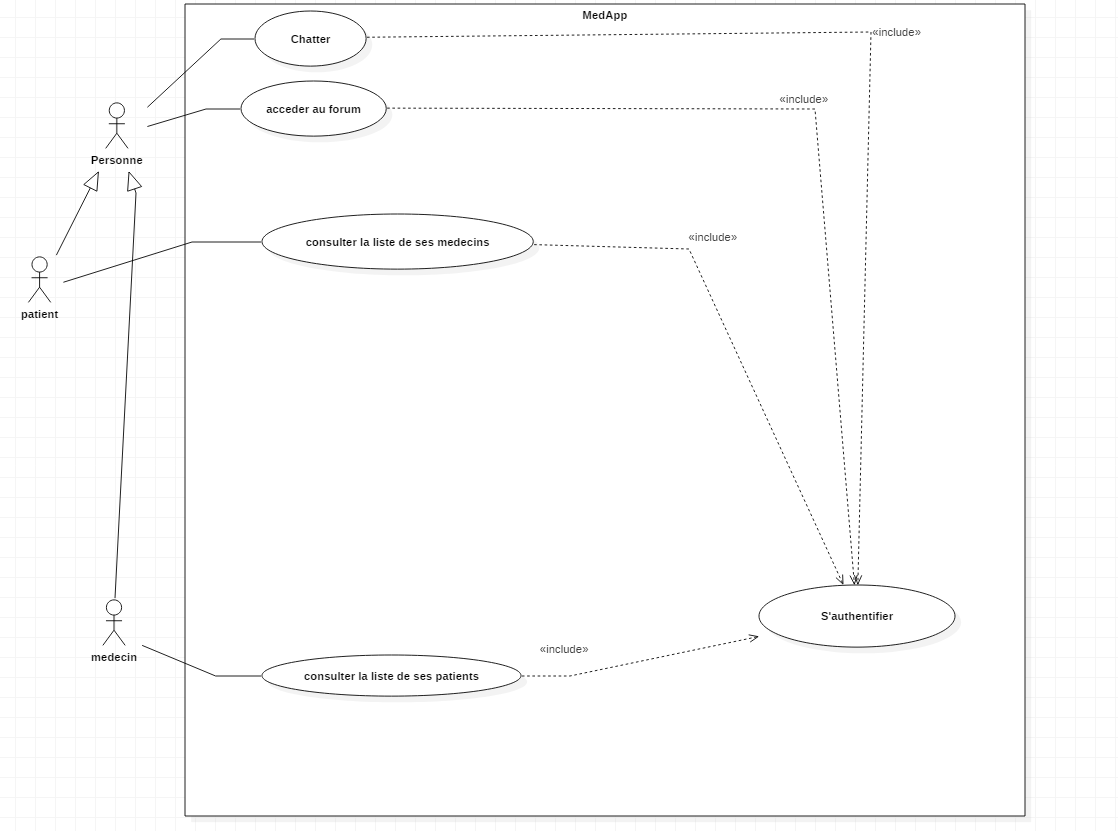 MedApp
Chatter
«include»
acceder au forum
«include»
Personne
consulter la liste de ses medecins
«include»
patient
S'authentifier
medecin
«include»
consulter la liste de ses patients